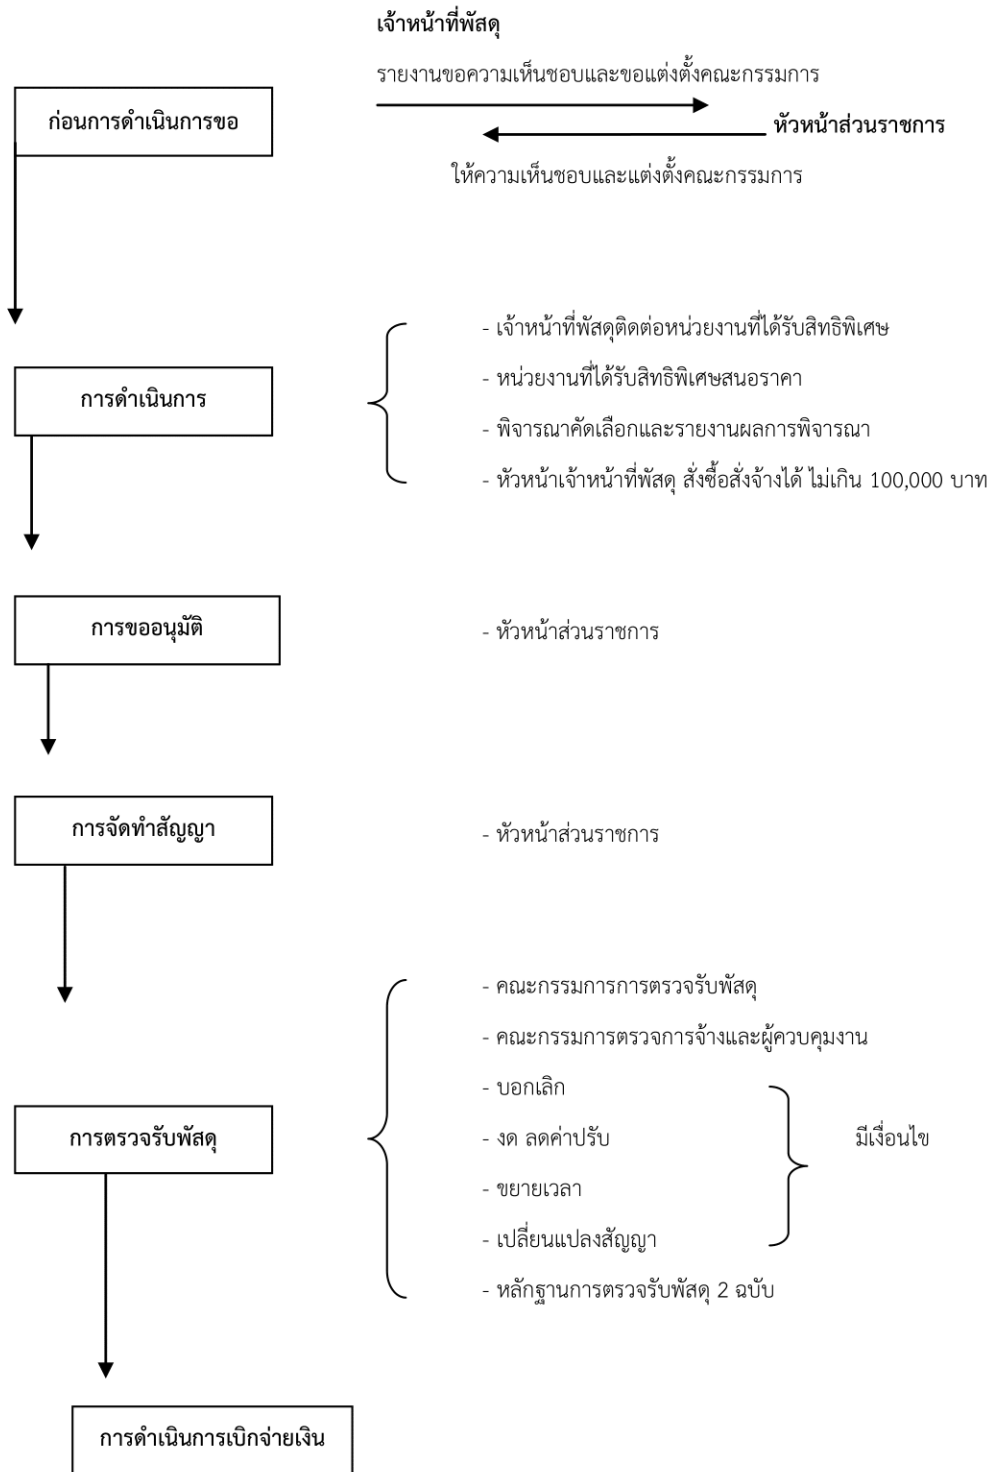 เจ้าหน้าที่พัสดุ
รายงานขอความเห็นชอบและขอแต่งตั้งคณะกรรมการ
ก่อนการดำเนินการขอ
หัวหน้าส่วนราชการ
ให้ความเห็นชอบและแต่งตั้งคณะกรรมการ
- เจ้าหน้าที่พัสดุติดต่อหน่วยงานที่ได้รับสิทธิพิเศษ
การดำเนินการ
- หน่วยงานที่ได้รับสิทธิพิเศษสนอราคา
- พิจารณาคัดเลือกและรายงานผลการพิจารณา
- หัวหน้าเจ้าหน้าที่พัสดุ สั่งซื้อสั่งจ้างได้ ไม่เกิน 100,000 บาท
การขออนุมัติ
- หัวหน้าส่วนราชการ
การจัดทำสัญญา
- หัวหน้าส่วนราชการ
- คณะกรรมการการตรวจรับพัสดุ
- คณะกรรมการตรวจการจ้างและผู้ควบคุมงาน
- บอกเลิก
การตรวจรับพัสดุ
- งด ลดค่าปรับ
มีเงื่อนไข
- ขยายเวลา
- เปลี่ยนแปลงสัญญา
- หลักฐานการตรวจรับพัสดุ 2 ฉบับ
การดำเนินการเบิกจ่ายเงิน